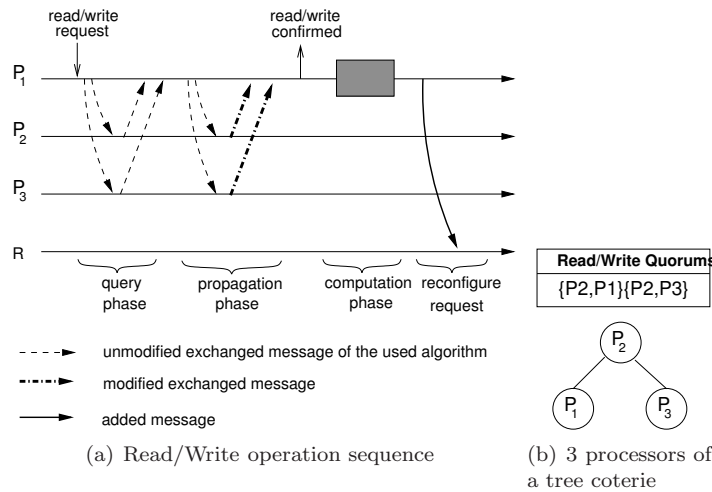 read/write
request
read/write
confirmed
P1
P2
P3
R
query
phase
propagation
phase
computation
phase
reconfigure
request
unmodified exchanged message of the used algorithm
modified exchanged message
added message
(a) Read/Write operation sequence
Read/Write Quorums
{P2,P1}{P2,P3}
P2
P1
P3
(b) 3 processors of
a tree coterie